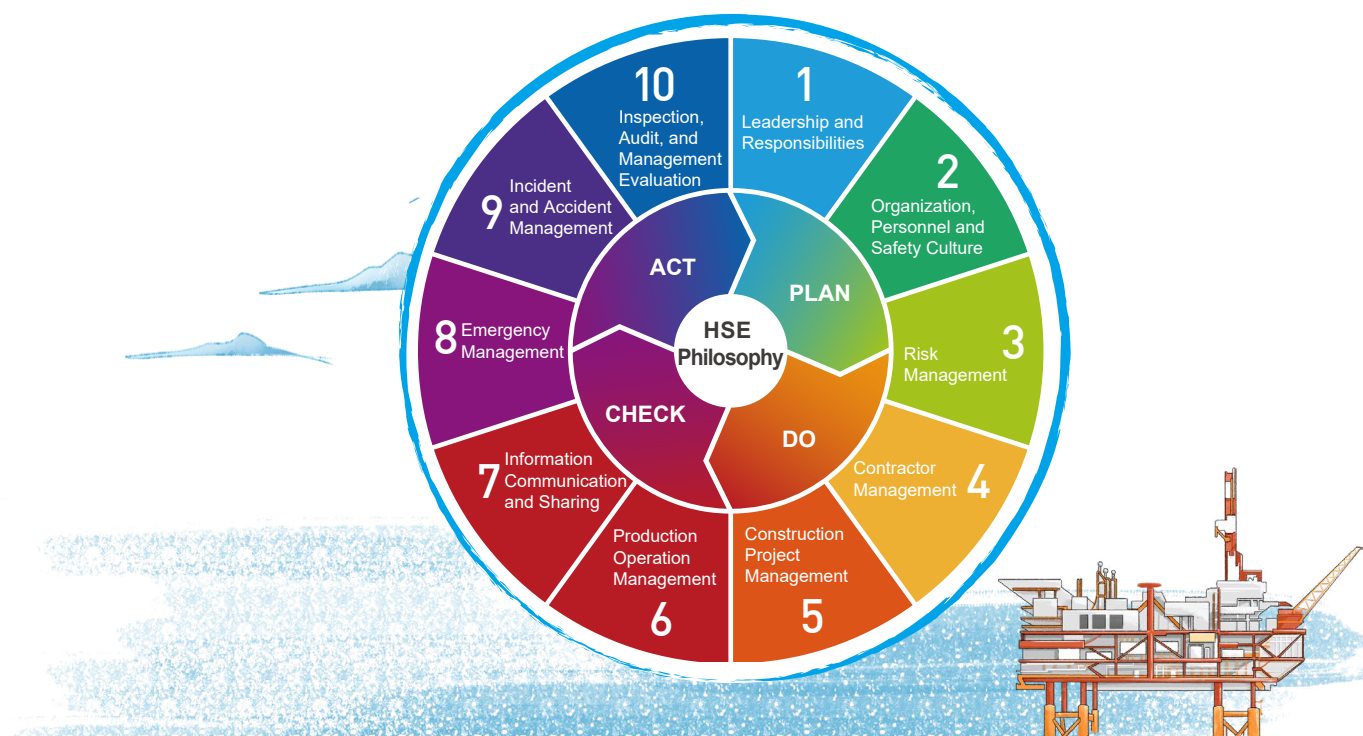 1
Leadership and
Responsibilities
2
Organization,
Personnel and
Safety Culture
3
Risk
Management
Contractor
Management 4
Construction
Project
Management
5
Production
Operation
Management
6
7
Information
Communication
and Sharing
8
Emergency
Management
9
Incident
and Accident
Management
10
Inspection,
Audit, and
Management
Evaluation
PLAN
DO
CHECK
ACT
HSE
Philosophy